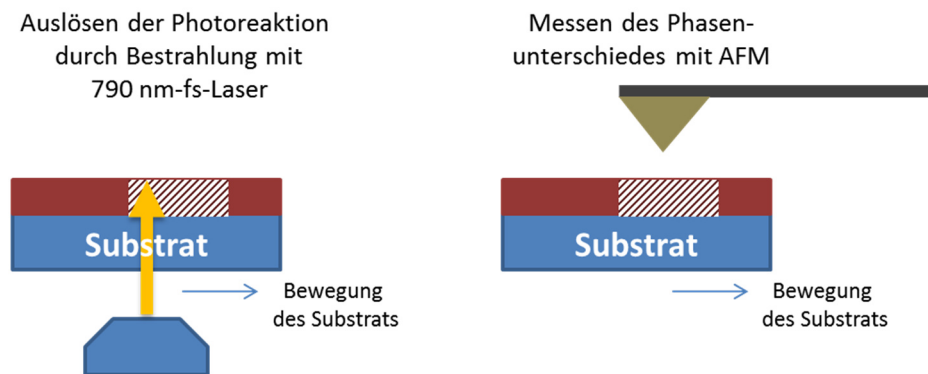 Auslösen der Photoreaktion
durch Bestrahlung mit
790 nm-fs-Laser
Substrat
Bewegung
des Substrats
Messen des Phasen-
unterschiedes mit AFM
Substrat
Bewegung
des Substrats